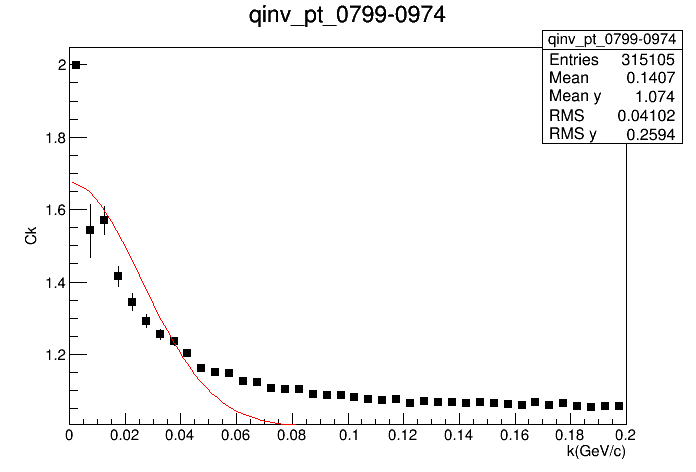 qinv_pt_0799-0974
qinv_pt_0799-0974
Entries 315105
Mean 0.1407
Mean y 1.074
RMS 0.04102
RMS y 0.2594
2
1.8
1.6
1.4
1.2
Ck
0 0.02 0.04 0.06 0.08 0.1 0.12 0.14 0.16 0.18 0.2
k(GeV/c)